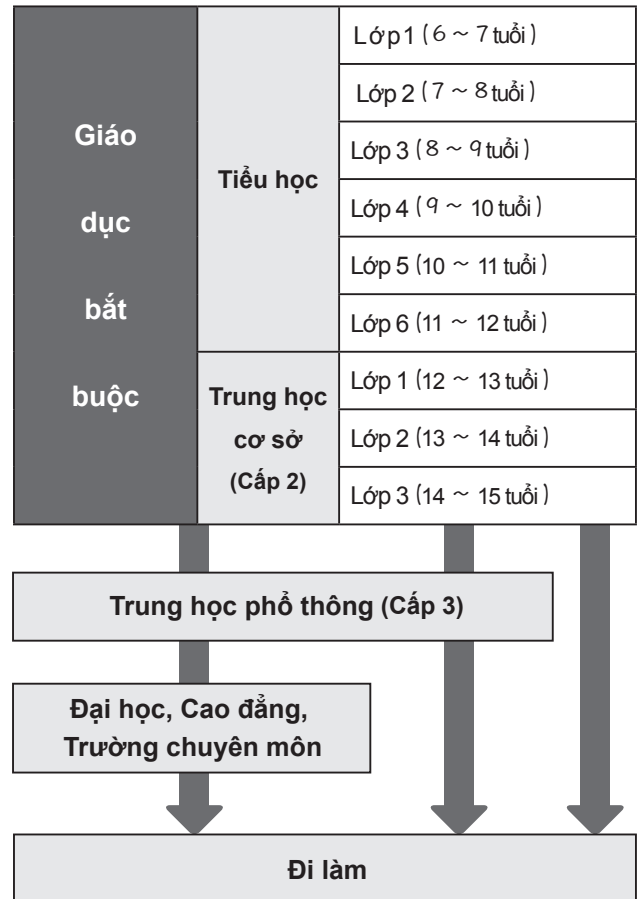 Giáo
dục
bắt
buộc
Tiểu học
Lớp1 (6 ~ 7 tuổi)
Lớp 2 (7 ~ 8 tuổi)
Lớp 3 (8 ~ 9 tuổi)
Lớp 4 (9 ~ 10 tuổi)
Lớp 5 (10 ~ 11 tuổi)
Lớp 6 (11 ~ 12 tuổi)
Trung học
cơ sở
(Cấp 2)
Lớp 1 (12 ~ 13 tuổi)
Lớp 2 (13 ~ 14 tuổi)
Lớp 3 (14 ~ 15 tuổi)
Trung học phổ thông (Cấp 3)
Đại học, Cao đẳng,
Trường chuyên môn
Đi làm